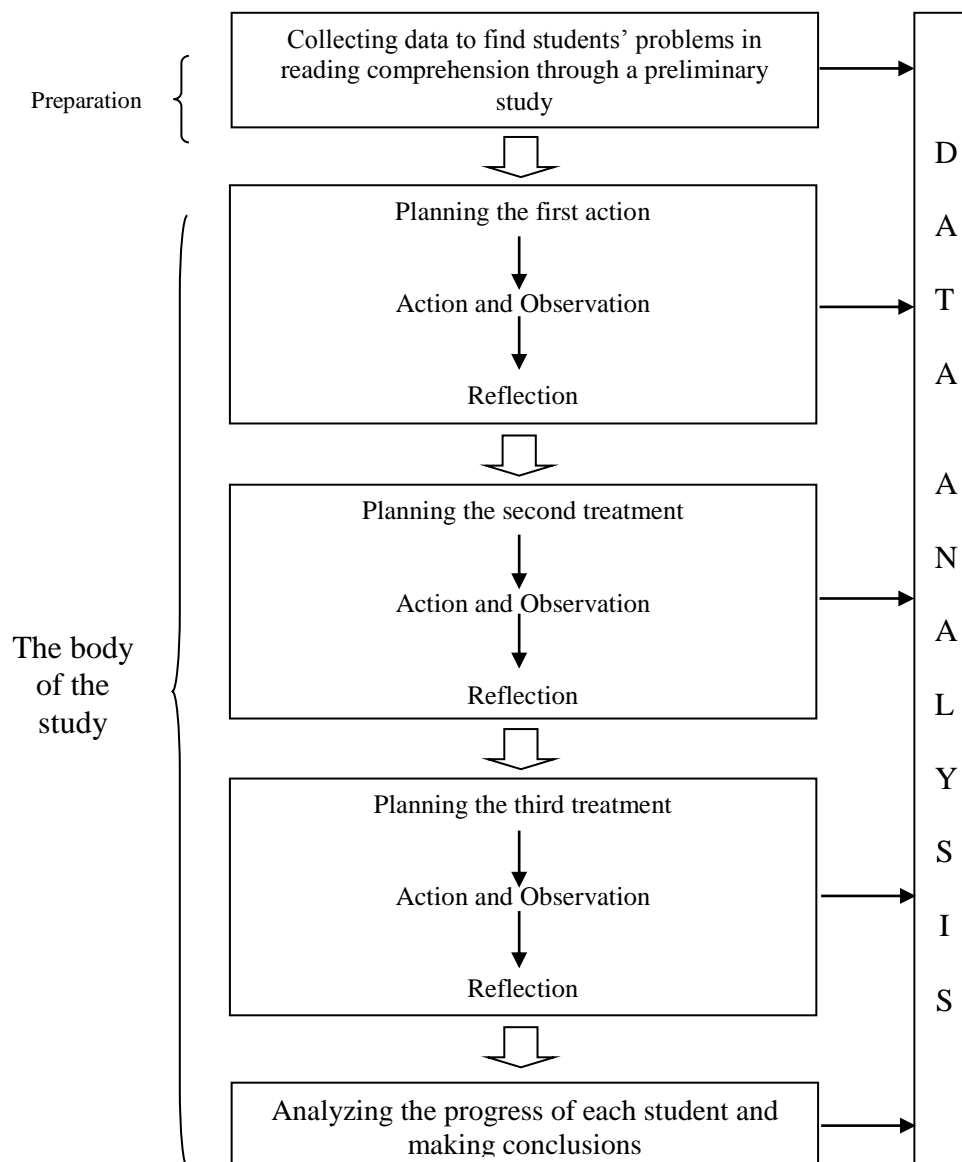 Collecting data to find students’ problems in
reading comprehension through a preliminary
study
Preparation
Planning the first action
Action and Observation
Reflection
Planning the second treatment
Action and Observation
Reflection
The body
of the
study
Planning the third treatment
Action and Observation
Reflection
Analyzing the progress of each student and
making conclusions
D
A
T
A
A
N
A
L
Y
S
I
S